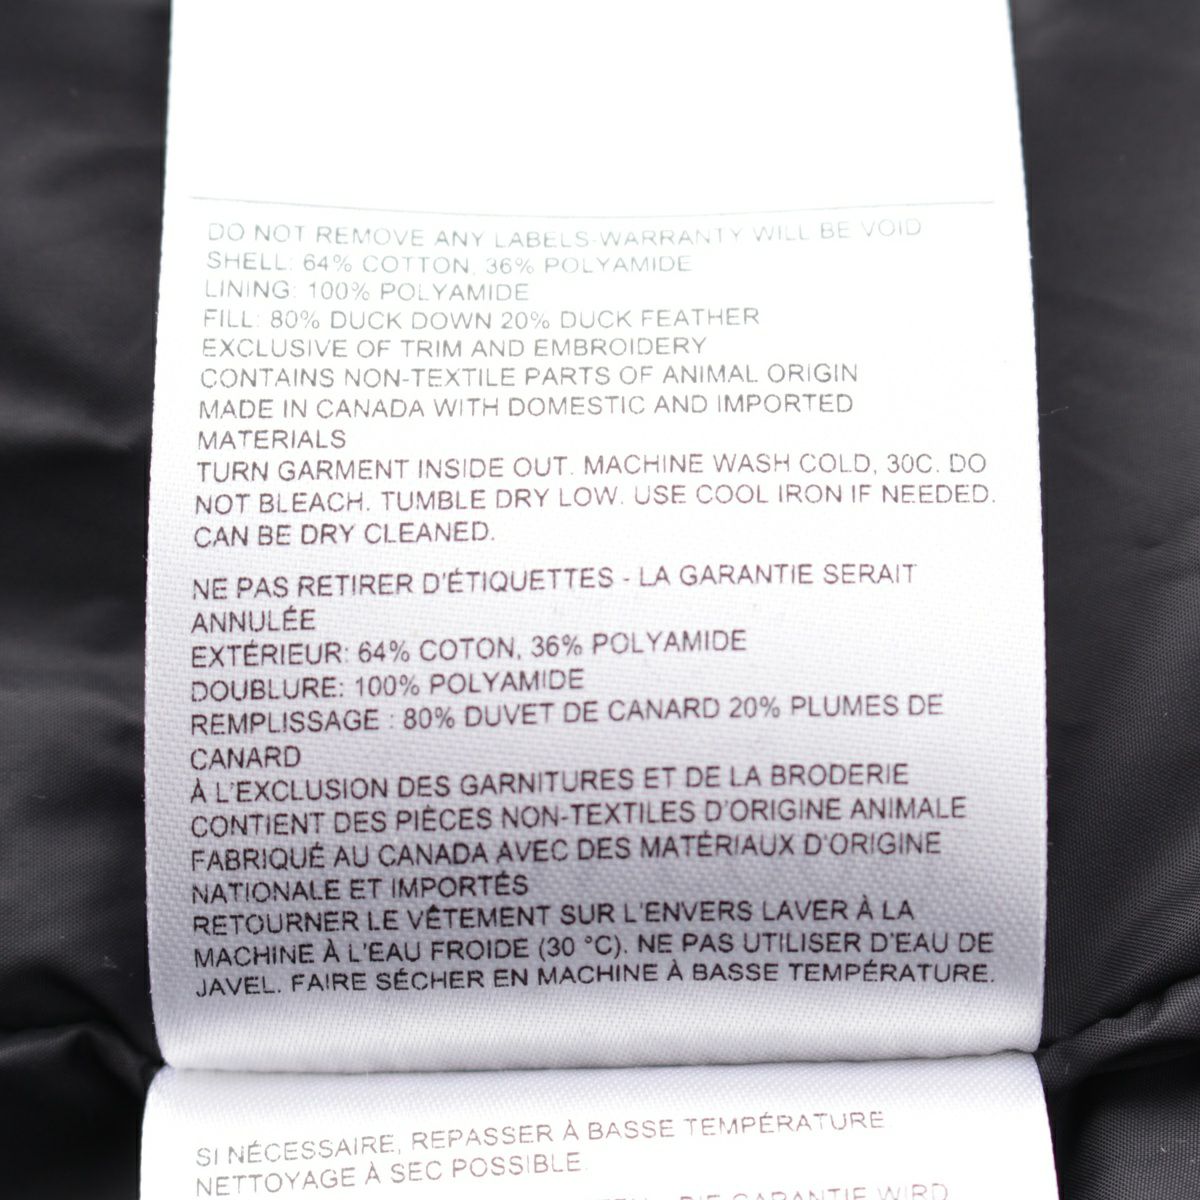 DO NOT REMOVE ANY LABELS-WARRANTY WILL BE VOID
SHELL: 64% COTTON, 36% POLYAMIDE
LINING: 100% POLYAMIDE
FILL: 80% DUCK DOWN 20% DUCK FEATHER
EXCLUSIVE OF TRIM AND EMBROIDERY
CONTAINS NON-TEXTILE PARTS OF ANIMAL ORIGIN
MADE IN CANADA WITH DOMESTIC AND IMPORTED
MATERIALS
TURN GARMENT INSIDE OUT. MACHINE WASH COLD, 30C. DO
NOT BLEACH. TUMBLE DRY LOW. USE COOL IRON IF NEEDED.
CAN BE DRY CLEANED.
NE PAS RETIRER D'ÉTIQUETTES - LA GARANTIE SERAIT
ANNULÉE
EXTÉRIEUR: 64% COTON, 36% POLYAMIDE
DOUBLURE: 100% POLYAMIDE
REMPLISSAGE : 80% DUVET DE CANARD 20% PLUMES DE
CANARD
À L'EXCLUSION DES GARNITURES ET DE LA BRODERIE
CONTIENT DES PIÈCES NON-TEXTILES D'ORIGINE ANIMALE
FABRIQUÉ AU CANADA AVEC DES MATÉRIAUX D'ORIGINE
NATIONALE ET IMPORTÉS
RETOURNER LE VÊTEMENT SUR L'ENVERS LAVER À LA
MACHINE À L'EAU FROIDE (30 °C). NE PAS UTILISER D'EAU DE
JAVEL. FAIRE SÉCHER EN MACHINE À BASSE TEMPÉRATURE.
SI NÉCESSAIRE, REPASSER À BASSE TEMPÉRATURE.
NETTOYAGE À SEC POSSIBLE.
DIE GARANTIE WIRD